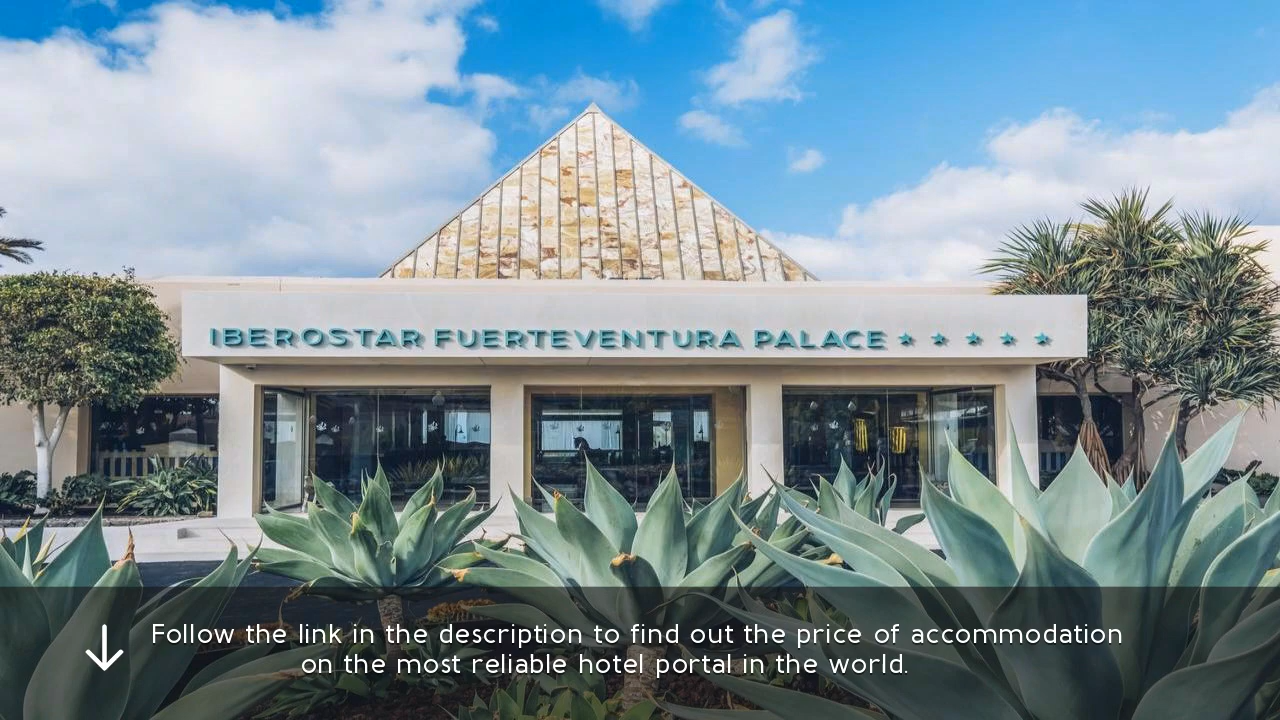 IBEROSTAR FUERTEVENTURA PALACE ★ ★ ★ ★ ★
Follow the link in the description to find out the price of accommodation
on the most reliable hotel portal in the world.